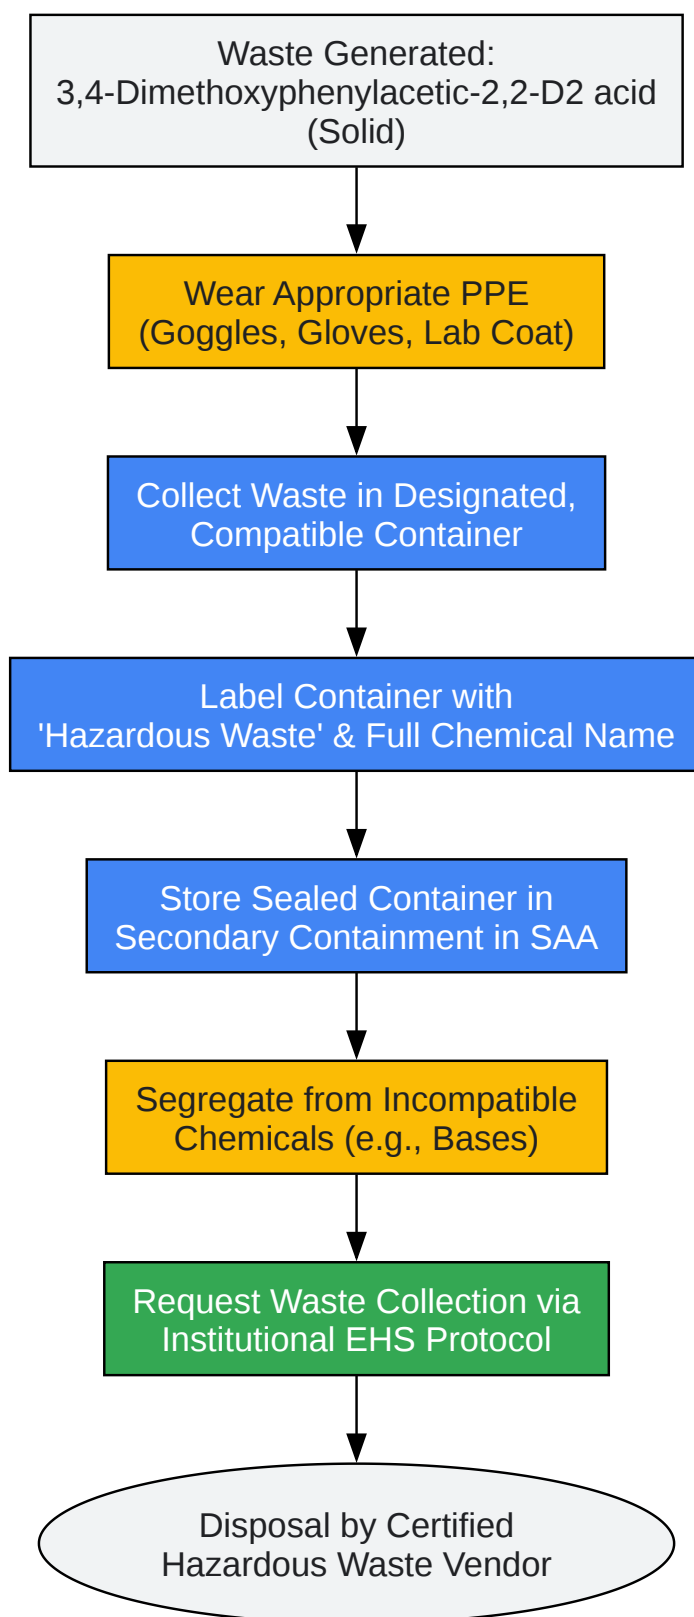 Waste Generated:
3,4-Dimethoxyphenylacetic-2,2-D2 acid
(Solid)
Wear Appropriate PPE
(Goggles, Gloves, Lab Coat)
Collect Waste in Designated,
Compatible Container
Label Container with
'Hazardous Waste' & Full Chemical Name
Store Sealed Container in
Secondary Containment in SAA
Segregate from Incompatible
Chemicals (e.g., Bases)
Request Waste Collection via
Institutional EHS Protocol
Disposal by Certified
Hazardous Waste Vendor